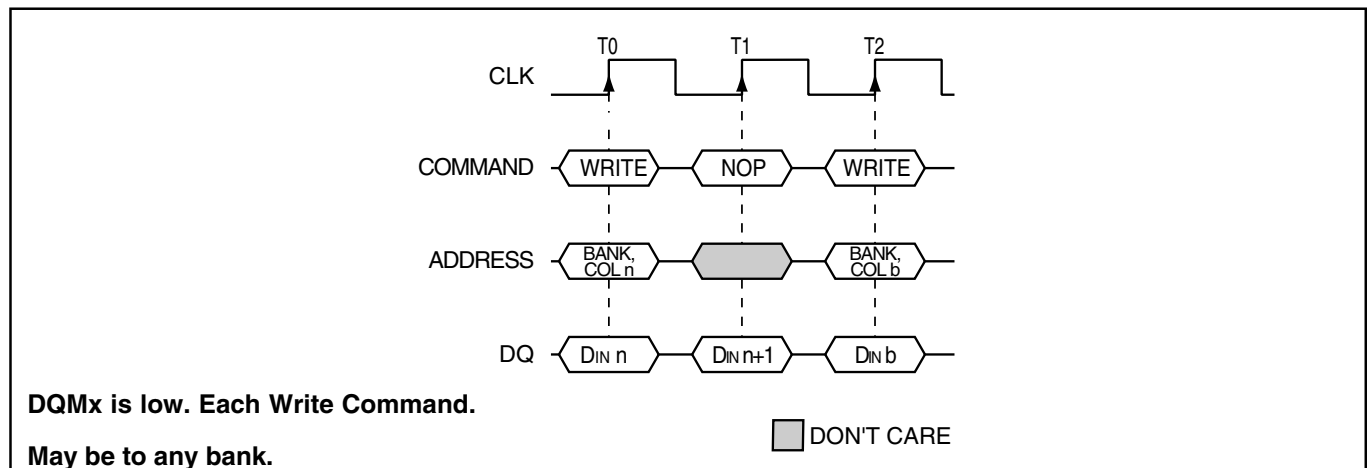 T0 T1 T2
CLK
COMMAND WRITE NOP WRITE
ADDRESS BANK, COL n BANK, COL b
DQ DIN n DIN n+1 DIN b
DQMx is low. Each Write Command.
DON'T CARE
May be to any bank.